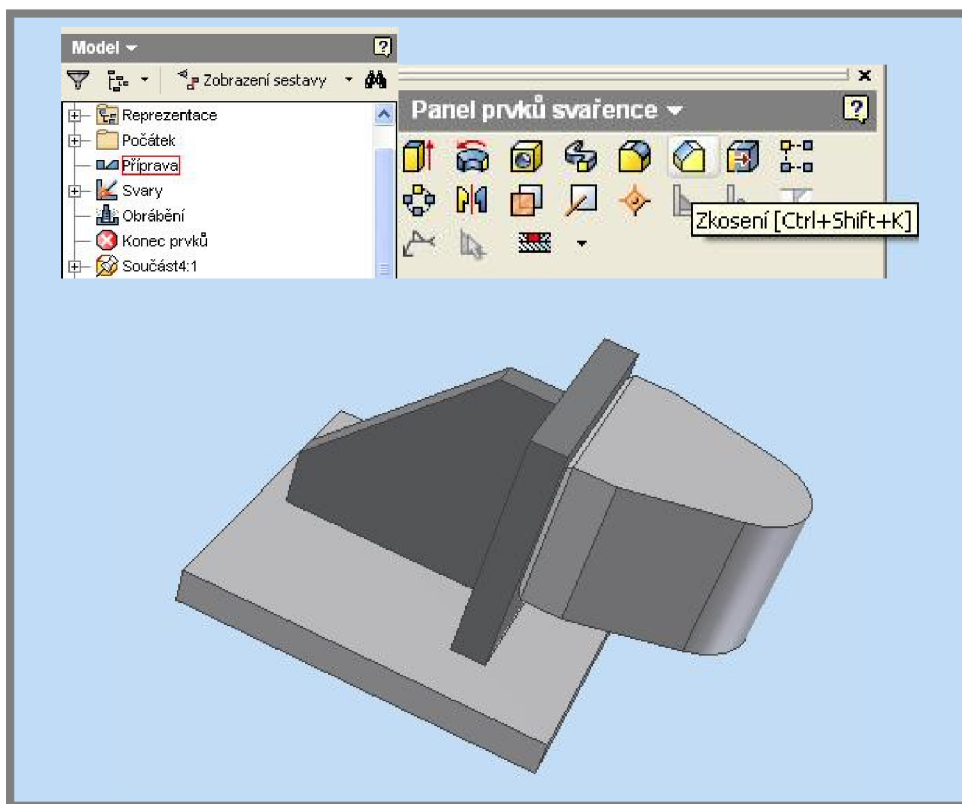 Model
Zobrazení sestavy
Reprezentace
Počátek
Příprava
Svary
Obrábění
Konec prvků
Součást4:1
Panel prvků svařence
Zkosení [Ctrl+Shift+K]